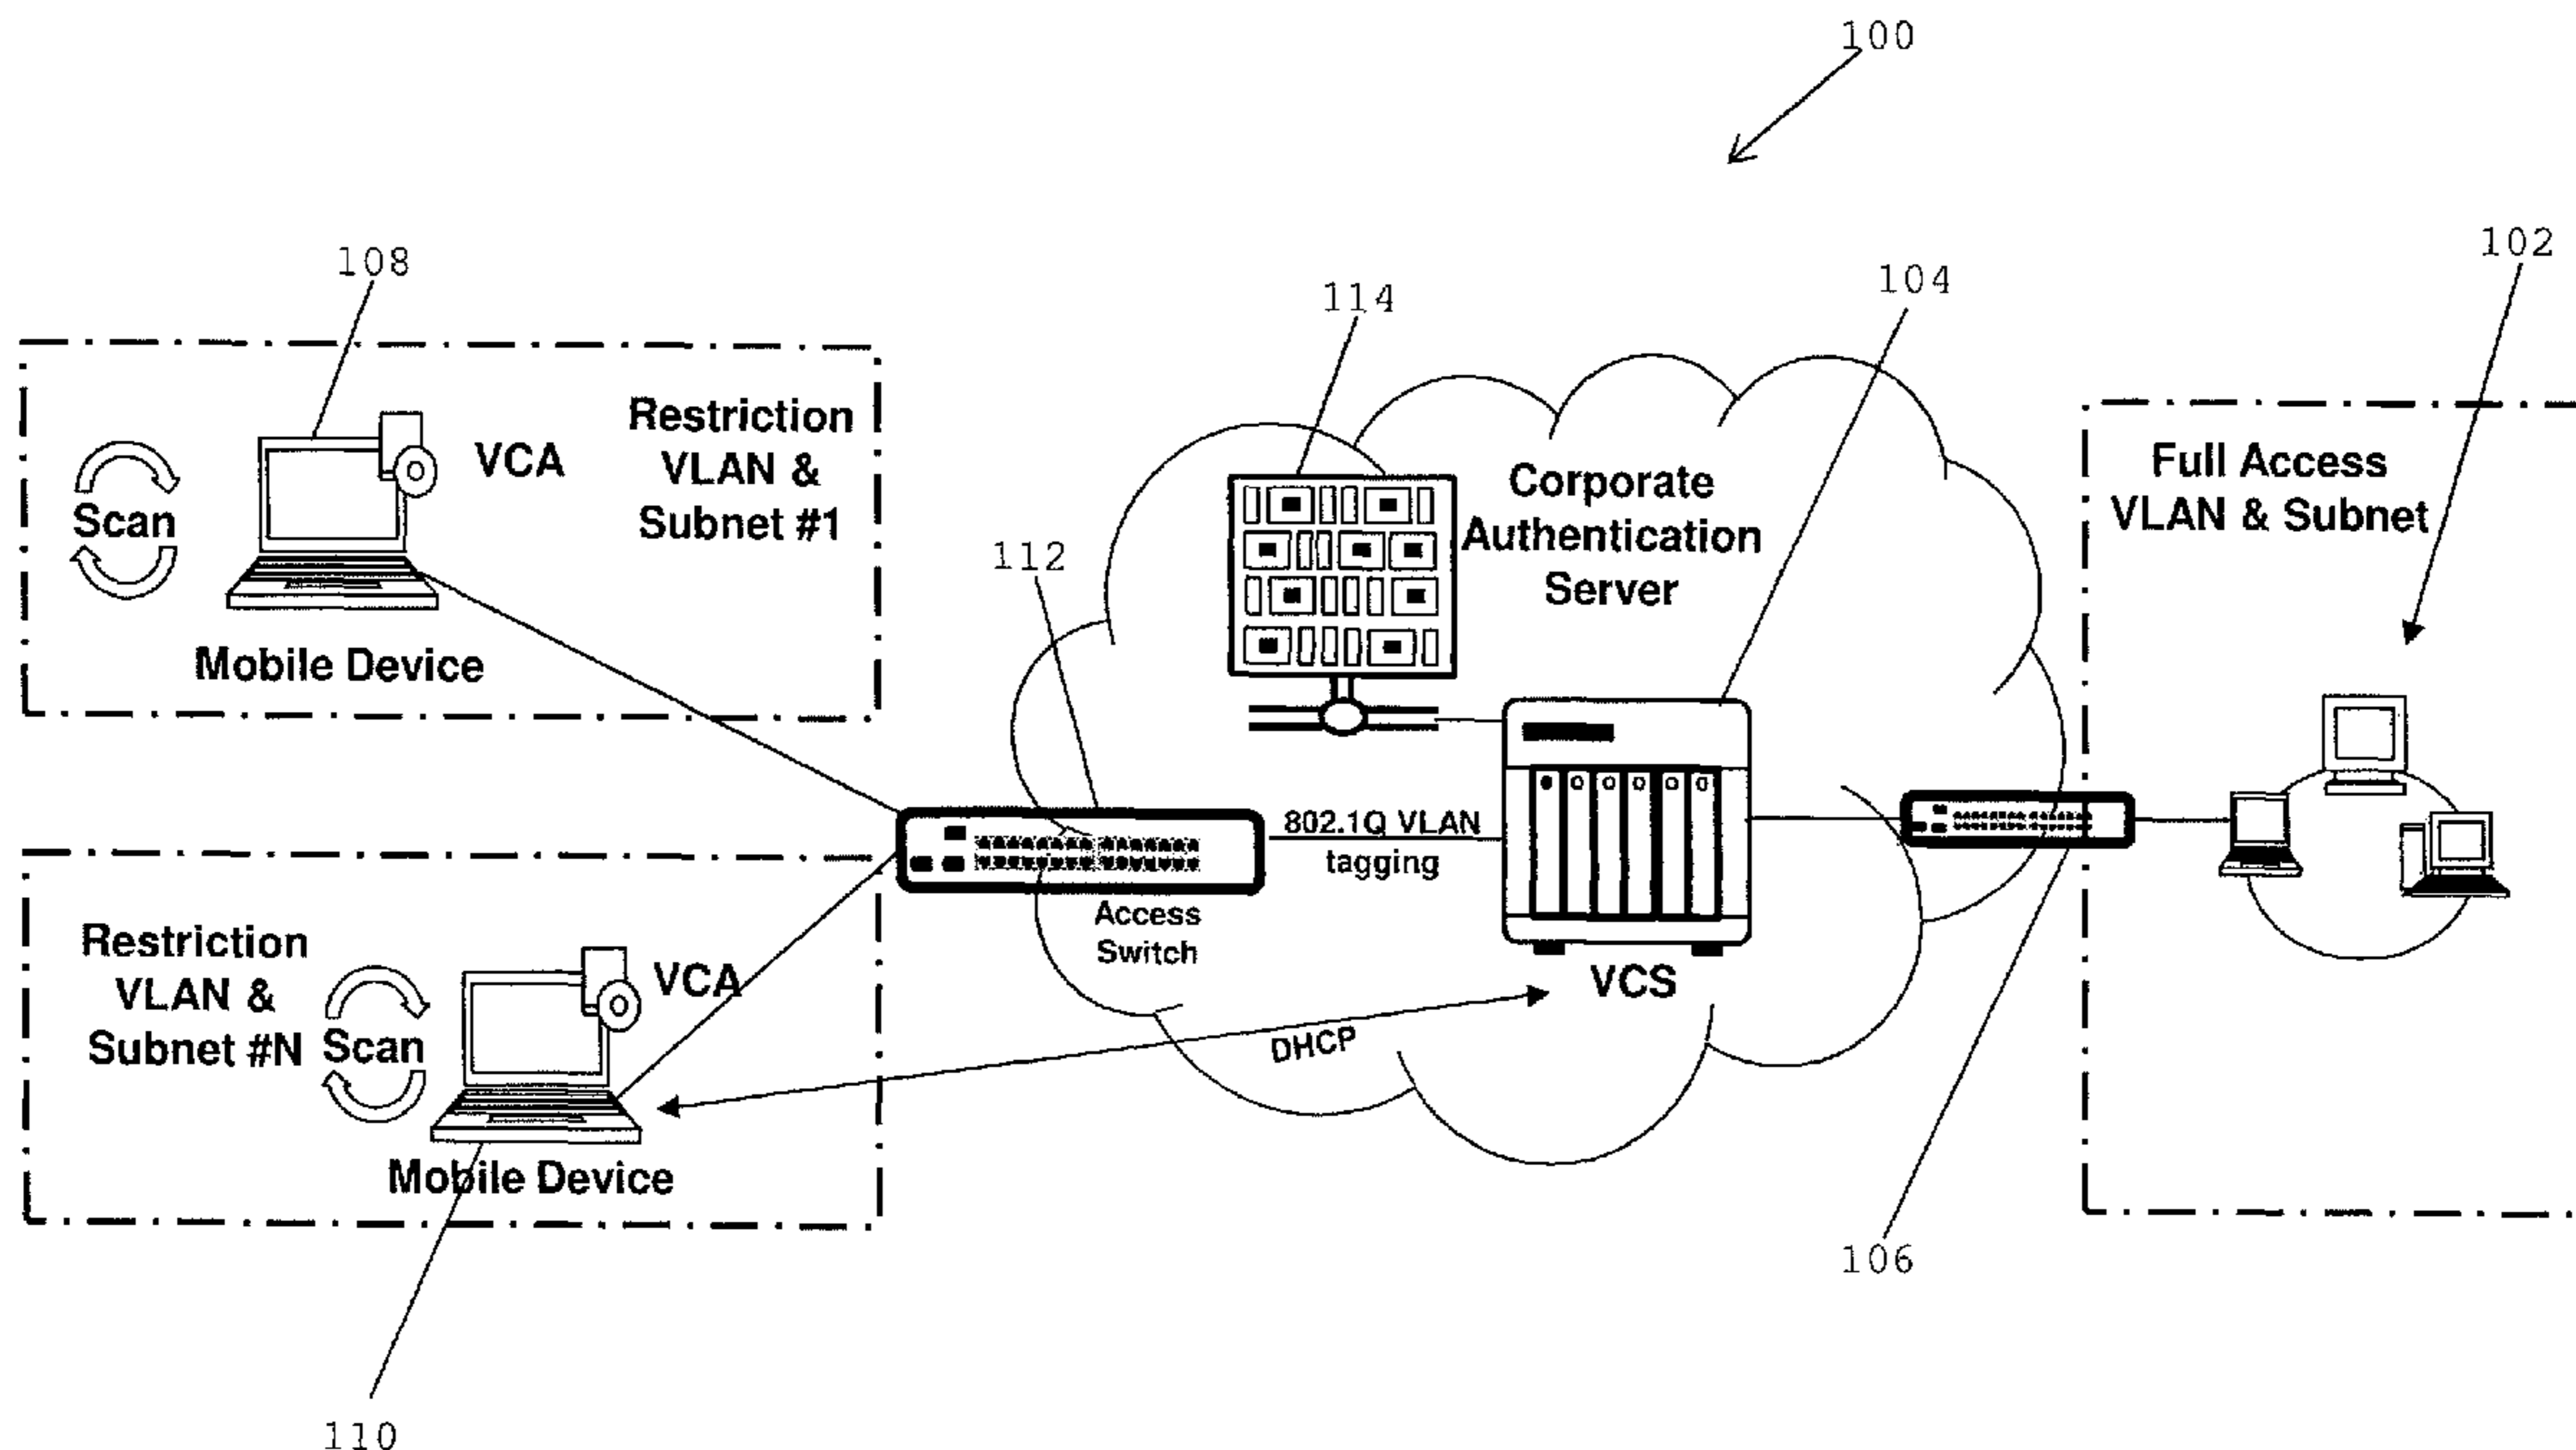 100
108
102
104
114
Restriction
VLAN &
Subnet #1
VCA
Scan
Mobile Device
112
Corporate
Authentication
Server
Full Access
VLAN & Subnet
802.1Q VLAN
tagging
Access
Switch
VCS
Restriction
VLAN &
Subnet #N
Scan
VCA
DHCP
Mobile Device
106
110